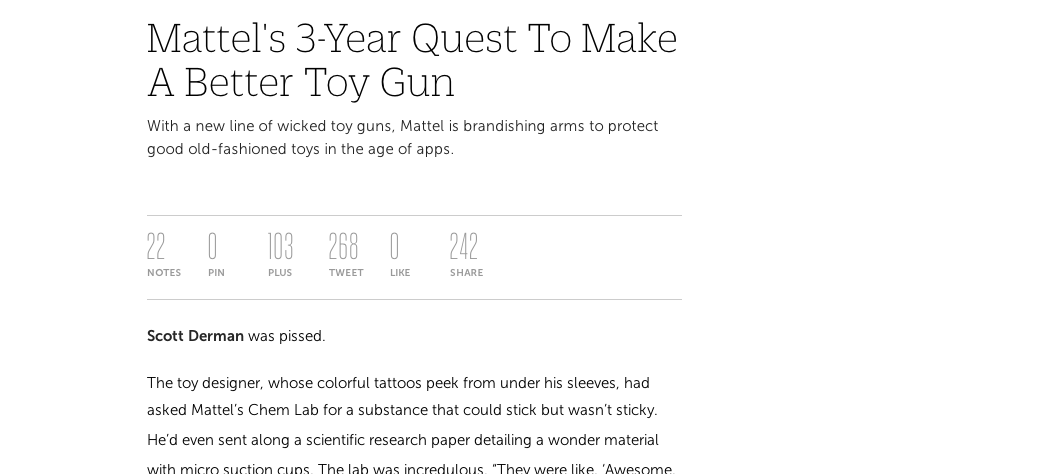 Mattel's 3-Year Quest To Make
A Better Toy Gun
With a new line of wicked toy guns, Mattel is brandishing arms to protect
good old-fashioned toys in the age of apps.
22 0 103 268 0 242
NOTES PIN PLUS TWEET LIKE SHARE
Scott Derman was pissed.
The toy designer, whose colorful tattoos peek from under his sleeves, had
asked Mattel’s Chem Lab for a substance that could stick but wasn’t sticky.
He’d even sent along a scientific research paper detailing a wonder material
with micro suction cups. The lab was incredulous. “They were like, ‘Awesome.